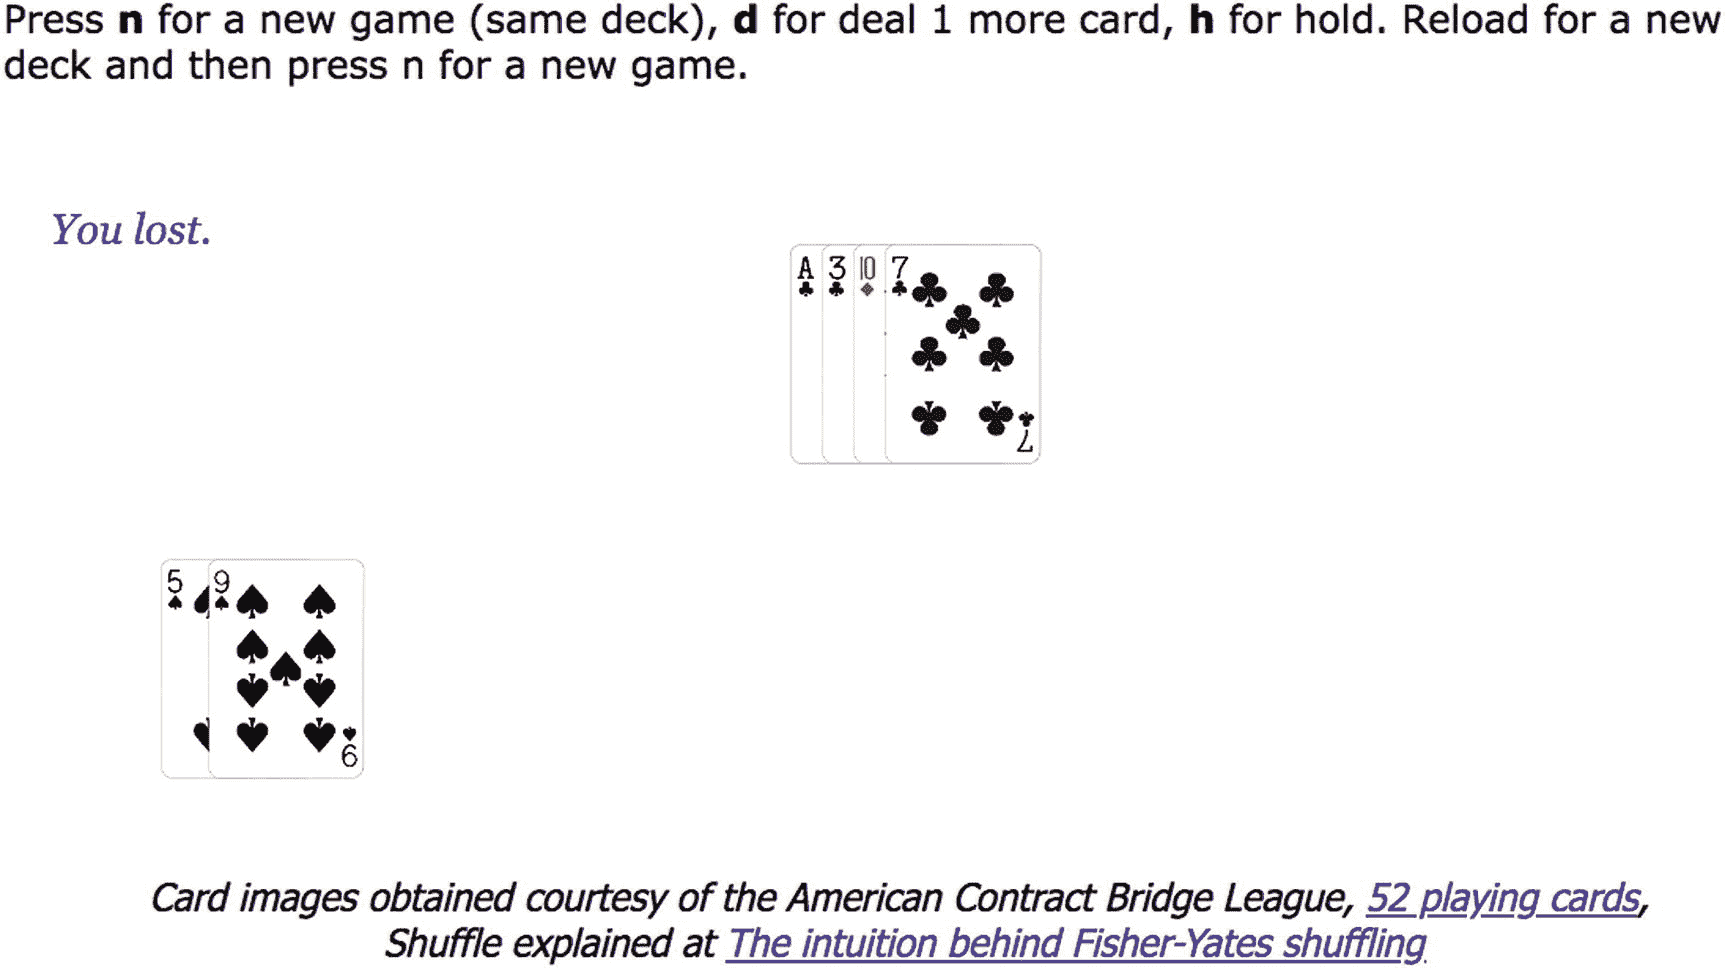 Press n for a new game (same deck), d for deal 1 more card, h for hold. Reload for a new
deck and then press n for a new game.
You lost.
A 3 10 7
7
5 9
9
Card images obtained courtesy of the American Contract Bridge League, 52 playing cards,
Shuffle explained at The intuition behind Fisher-Yates shuffling